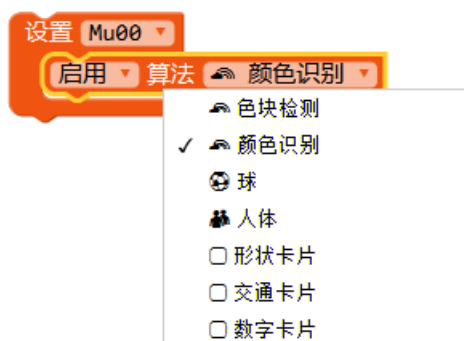 设置 Mu00
启用 算法 颜色识别
色块检测
✓ 颜色识别
球
人体
形状卡片
交通卡片
数字卡片